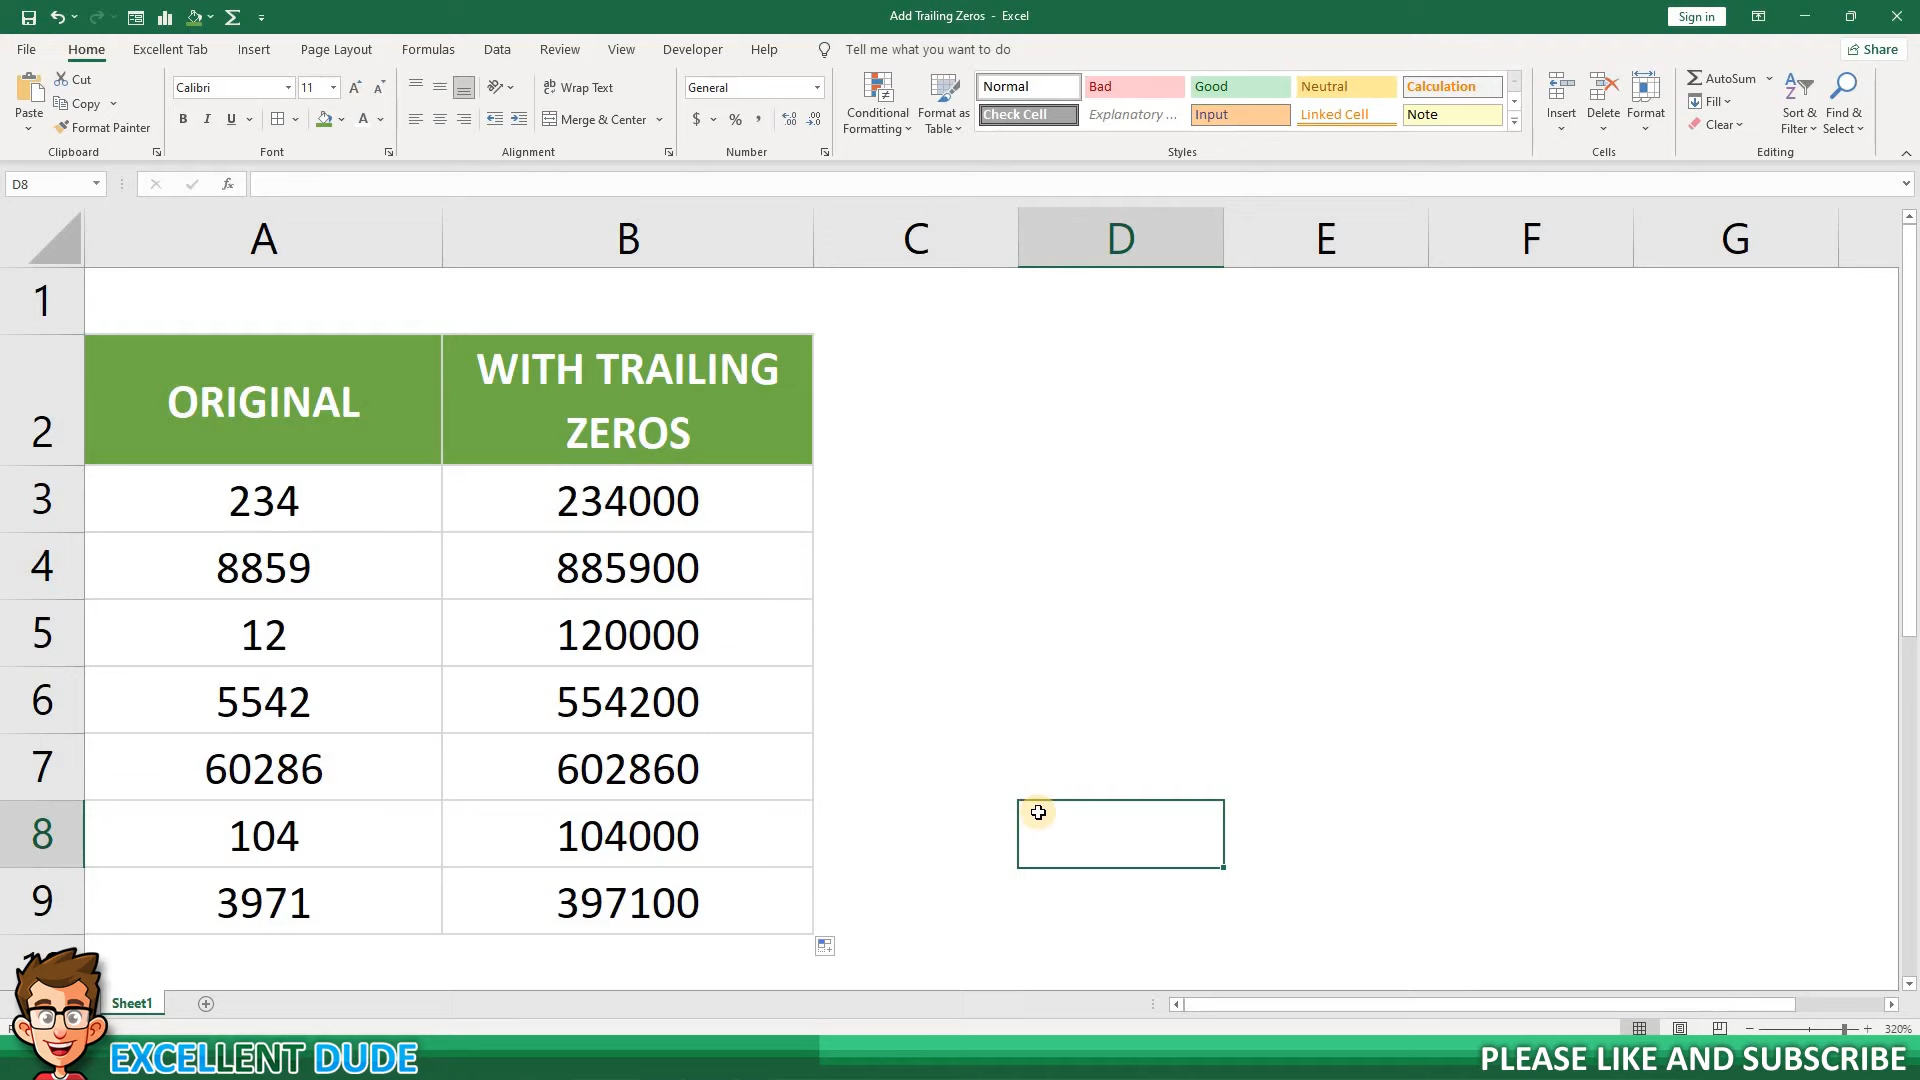 Add Trailing Zeros - Excel
Sign in
File Home Excellent Tab Insert Page Layout Formulas Data Review View Developer Help Tell me what you want to do
Share
Paste
Cut
Copy
Format Painter
Clipboard
Calibri 11
B I U
Font
Wrap Text
Merge & Center
Alignment
General
$ % ,
Number
Conditional
Formatting
Format as
Table
Normal Bad Good Neutral Calculation
Check Cell Explanatory ... Input Linked Cell Note
Styles
Insert Delete Format
Cells
AutoSum
Fill
Clear
Sort &
Filter
Find &
Select
Editing
D8
fx
A B C D E F G
1
2 ORIGINAL WITH TRAILING
ZEROS
3 234 234000
4 8859 885900
5 12 120000
6 5542 554200
7 60286 602860
8 104 104000
9 3971 397100
Sheet1
320%
EXCELLENT DUDE
PLEASE LIKE AND SUBSCRIBE